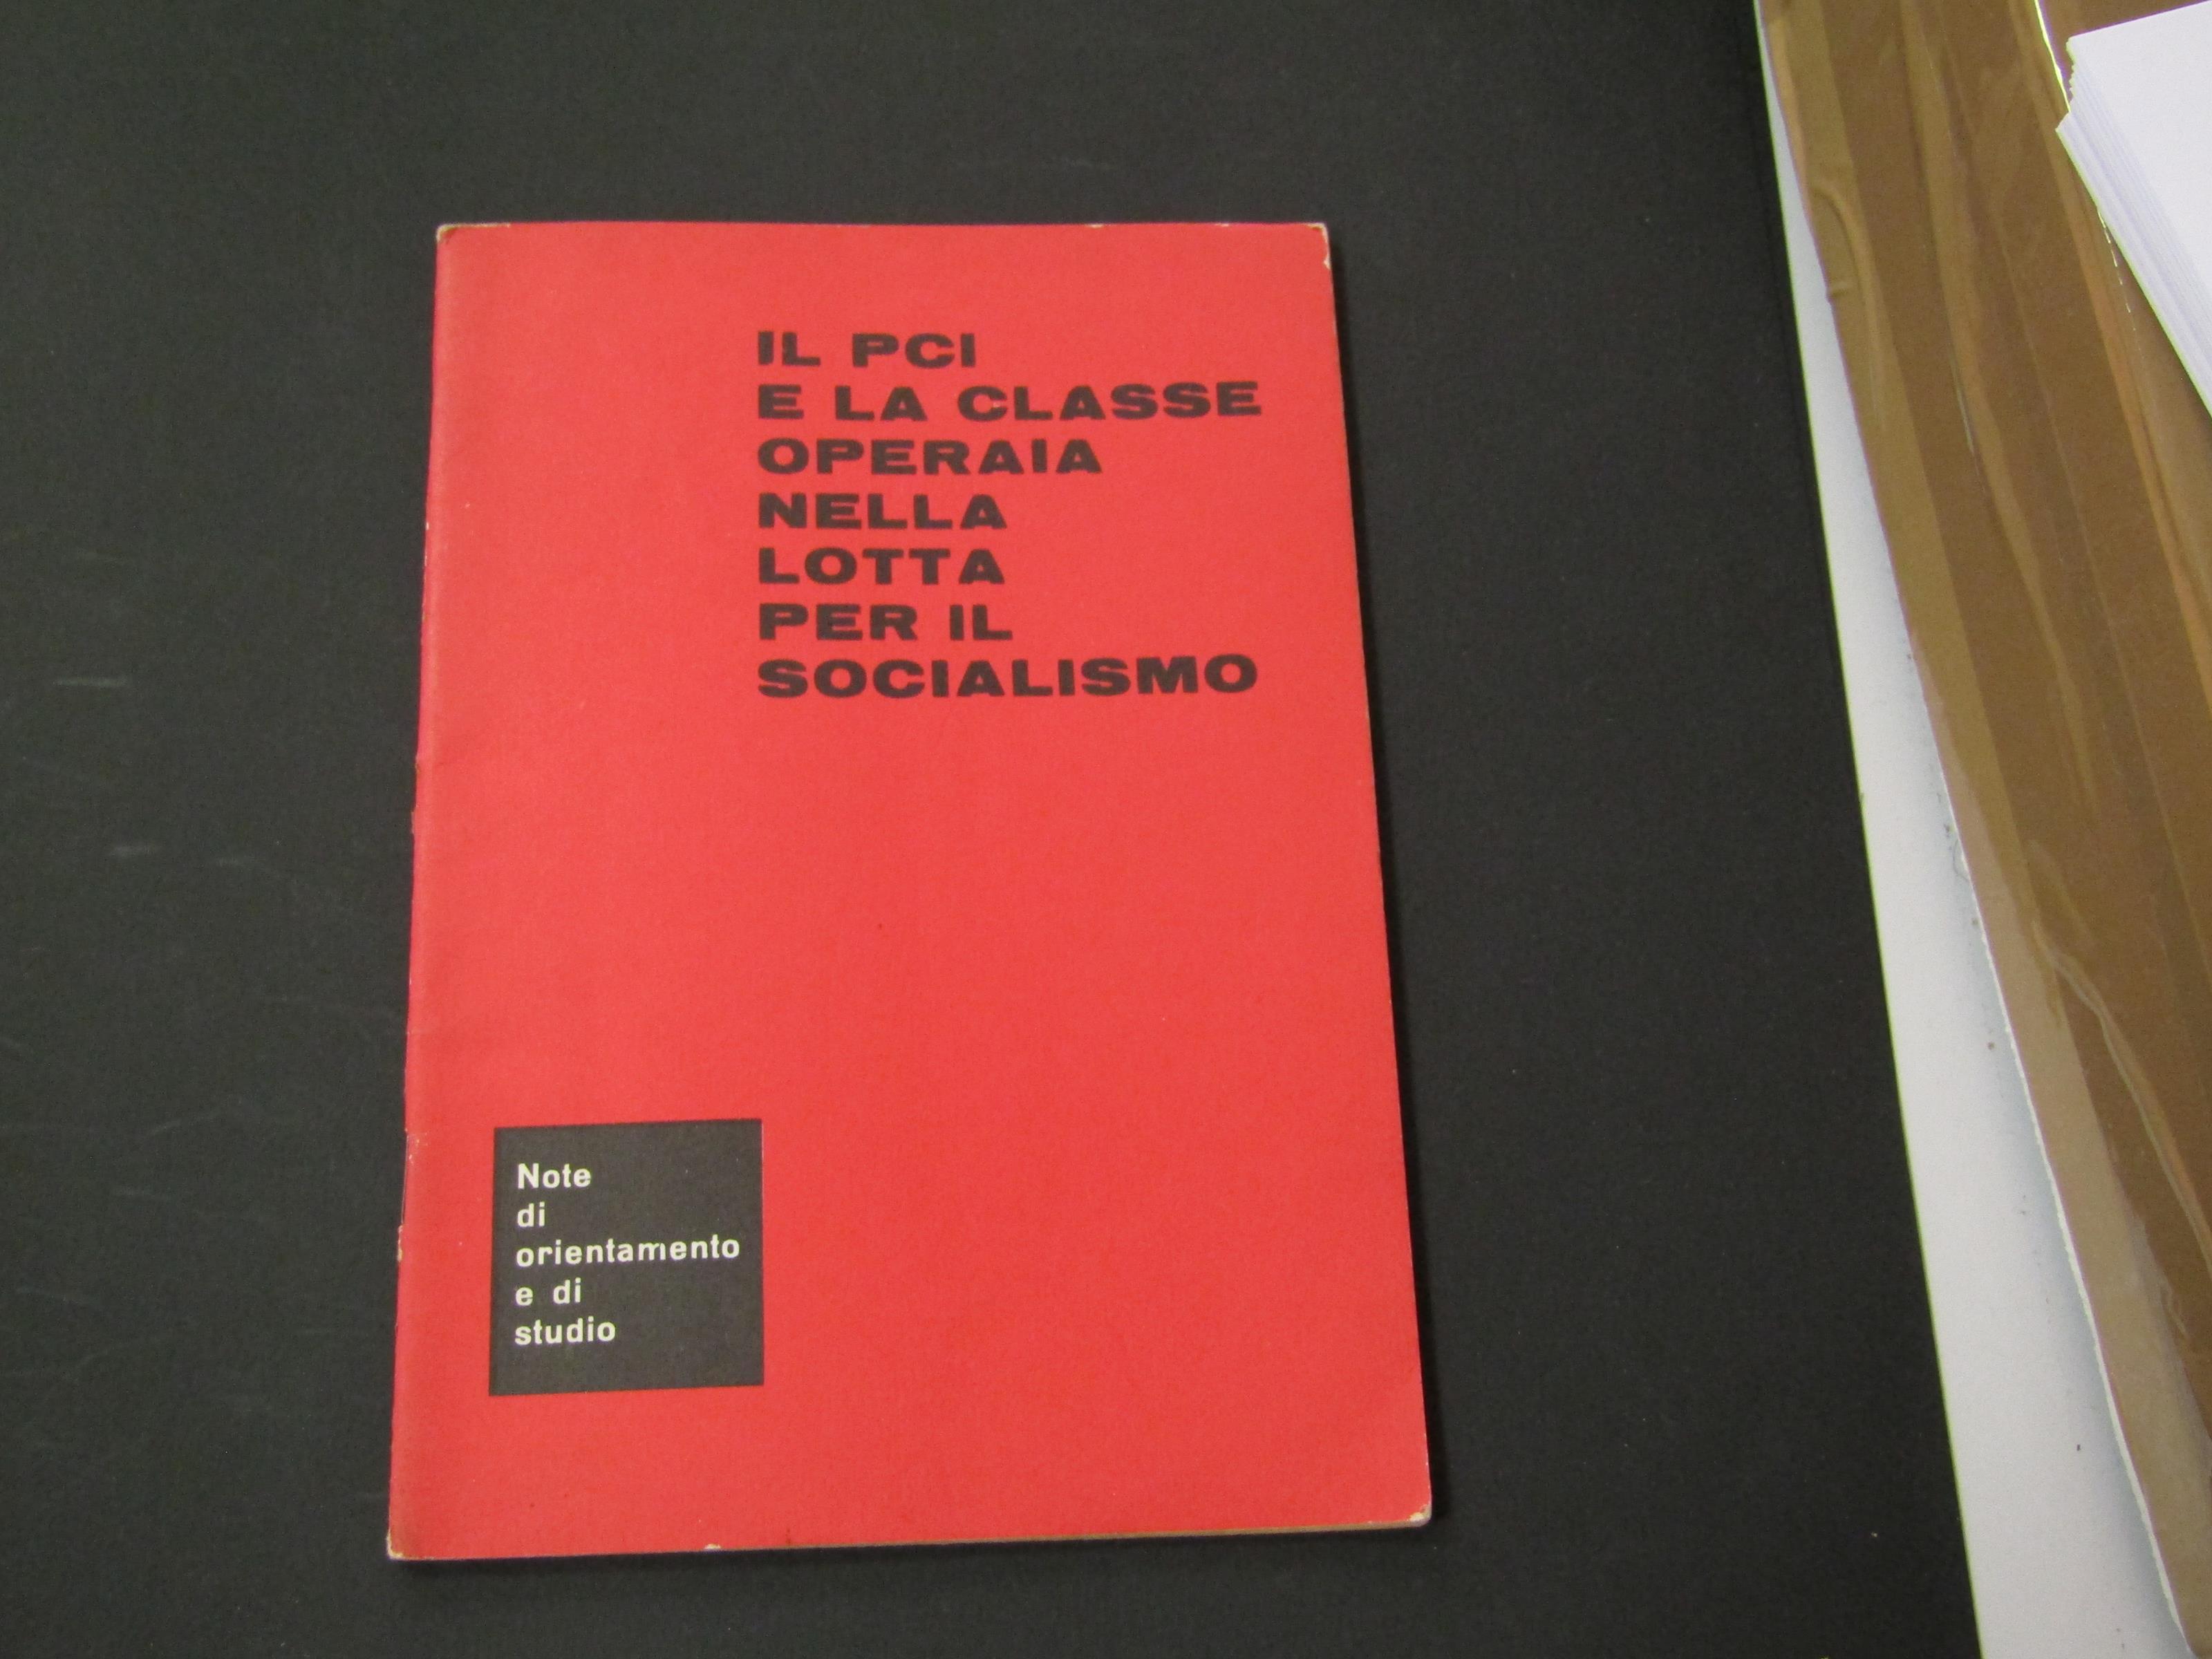 IL PCI
E LA CLASSE
OPERAIA
NELLA
LOTTA
PER IL
SOCIALISMO
Note
di
orientamento
e di
studio